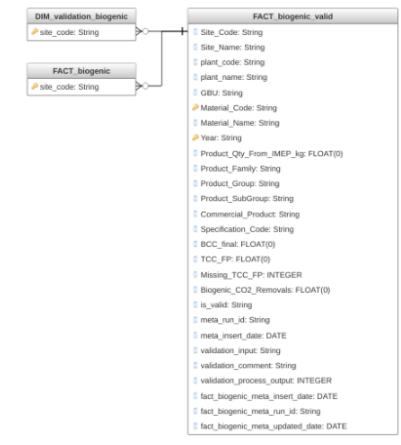 DIM_validation_biogenic
site_code: String
FACT_biogenic
site_code: String
FACT_biogenic_valid
Site_Code: String
Site_Name: String
plant_code: String
plant_name: String
GBU: String
Material_Code: String
Material_Name: String
Year: String
Product_Qty_From_IMEP_kg: FLOAT(0)
Product_Family: String
Product_Group: String
Product_SubGroup: String
Commercial_Product: String
Specification_Code: String
BCC_final: FLOAT(0)
TCC_FP: FLOAT(0)
Missing_TCC_FP: INTEGER
Biogenic_CO2_Removals: FLOAT(0)
is_valid: String
meta_run_id: String
meta_insert_date: DATE
validation_input: String
validation_comment: String
validation_process_output: INTEGER
fact_biogenic_meta_insert_date: DATE
fact_biogenic_meta_run_id: String
fact_biogenic_meta_updated_date: DATE